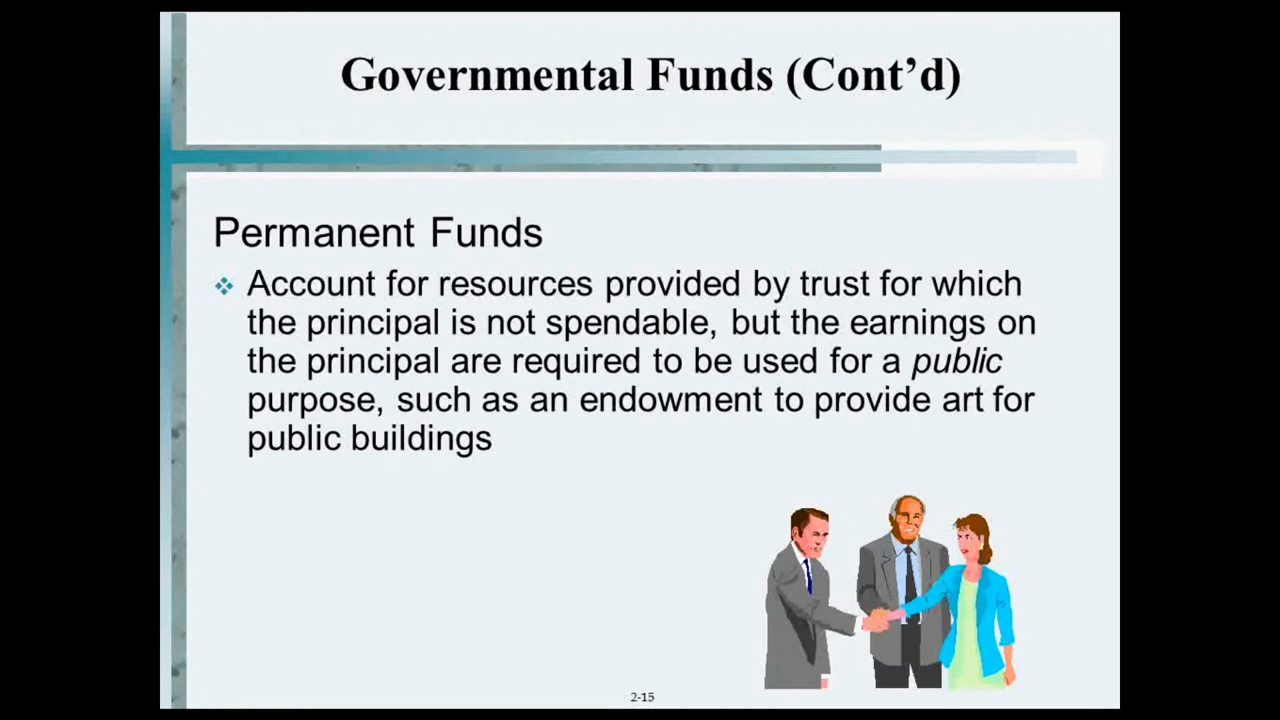 Governmental Funds (Cont’d)
Permanent Funds
Account for resources provided by trust for which
the principal is not spendable, but the earnings on
the principal are required to be used for a public
purpose, such as an endowment to provide art for
public buildings
2-15